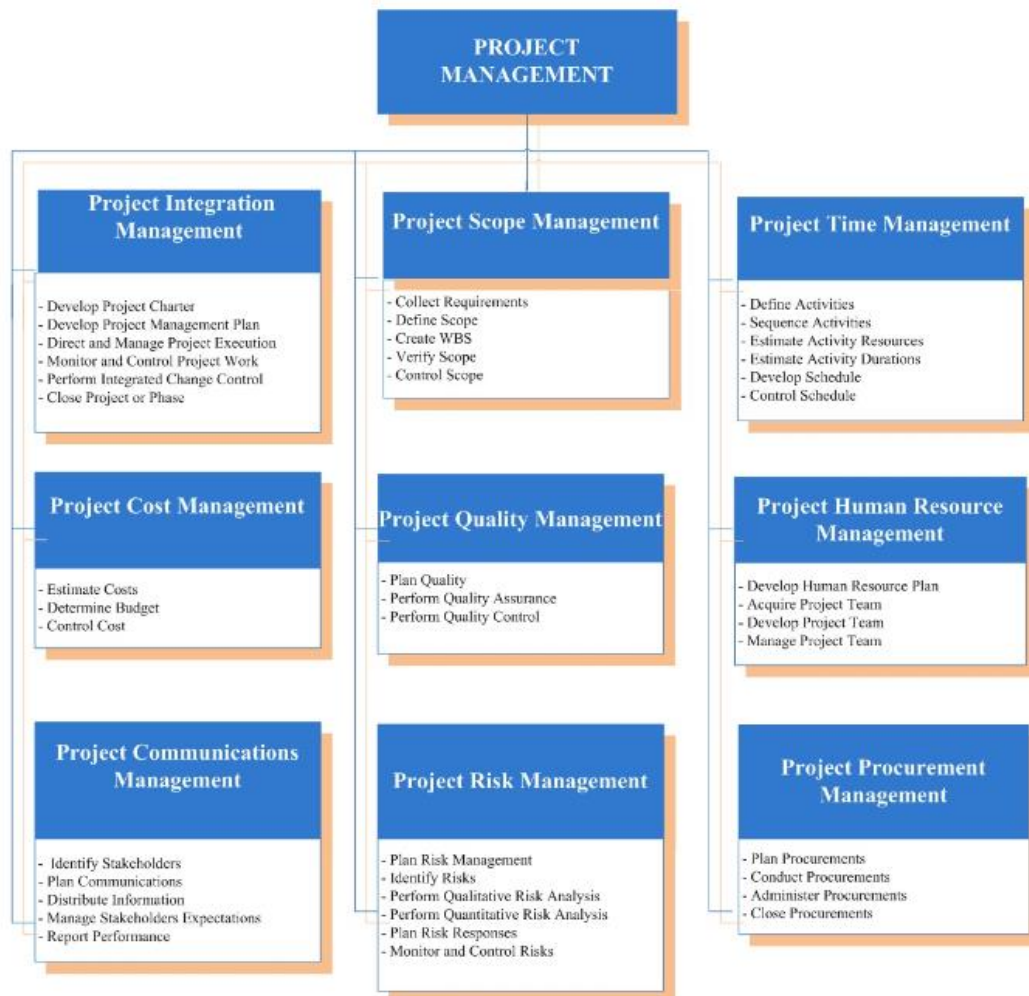 PROJECT
MANAGEMENT
Project Integration
Management
- Develop Project Charter
- Develop Project Management Plan
- Direct and Manage Project Execution
- Monitor and Control Project Work
- Perform Integrated Change Control
- Close Project or Phase
Project Scope Management
- Collect Requirements
- Define Scope
- Create WBS
- Verify Scope
- Control Scope
Project Time Management
- Define Activities
- Sequence Activities
- Estimate Activity Resources
- Estimate Activity Durations
- Develop Schedule
- Control Schedule
Project Cost Management
- Estimate Costs
- Determine Budget
- Control Cost
Project Quality Management
- Plan Quality
- Perform Quality Assurance
- Perform Quality Control
Project Human Resource
Management
- Develop Human Resource Plan
- Acquire Project Team
- Develop Project Team
- Manage Project Team
Project Communications
Management
- Identify Stakeholders
- Plan Communications
- Distribute Information
- Manage Stakeholders Expectations
- Report Performance
Project Risk Management
- Plan Risk Management
- Identify Risks
- Perform Qualitative Risk Analysis
- Perform Quantitative Risk Analysis
- Plan Risk Responses
- Monitor and Control Risks
Project Procurement
Management
- Plan Procurements
- Conduct Procurements
- Administer Procurements
- Close Procurements